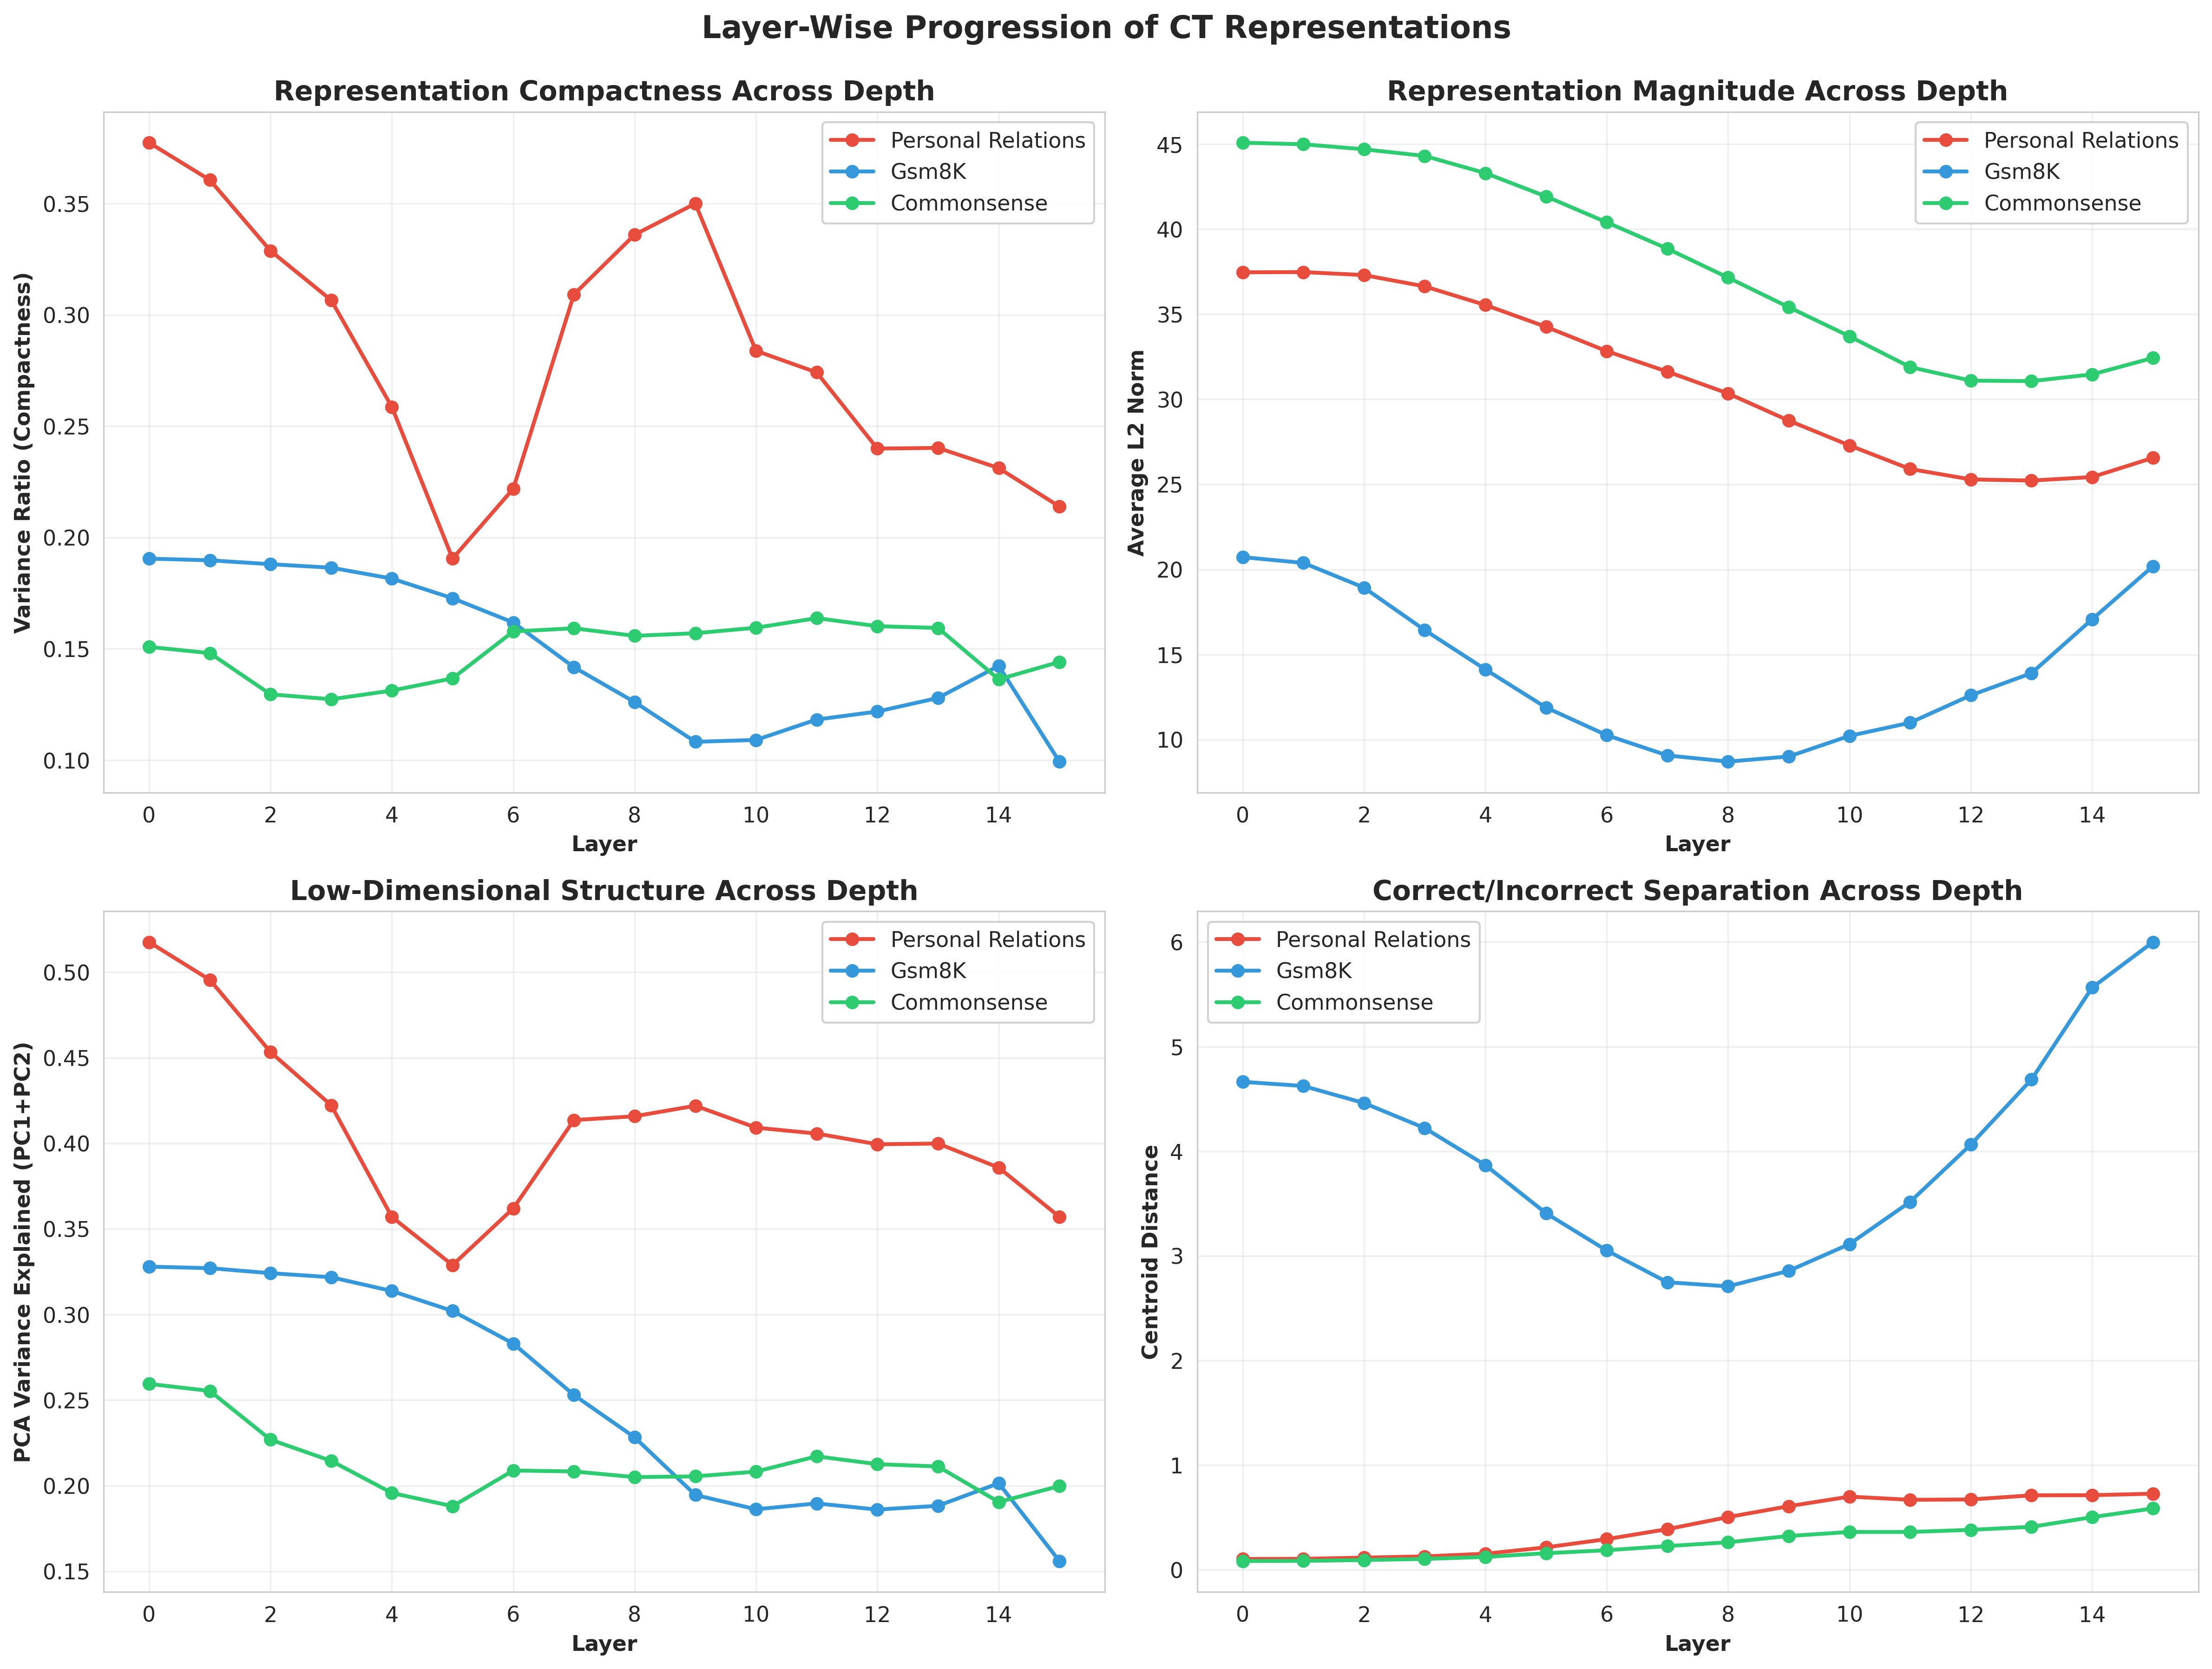 Layer-Wise Progression of CT Representations
Representation Compactness Across Depth
Variance Ratio (Compactness)
0.35
0.30
0.25
0.20
0.15
0.10
Personal Relations
Gsm8K
Commonsense
0 2 4 6 8 10 12 14
Layer
Representation Magnitude Across Depth
Average L2 Norm
45
40
35
30
25
20
15
10
Personal Relations
Gsm8K
Commonsense
0 2 4 6 8 10 12 14
Layer
Low-Dimensional Structure Across Depth
PCA Variance Explained (PC1+PC2)
0.50
0.45
0.40
0.35
0.30
0.25
0.20
0.15
Personal Relations
Gsm8K
Commonsense
0 2 4 6 8 10 12 14
Layer
Correct/Incorrect Separation Across Depth
Centroid Distance
6
5
4
3
2
1
0
Personal Relations
Gsm8K
Commonsense
0 2 4 6 8 10 12 14
Layer